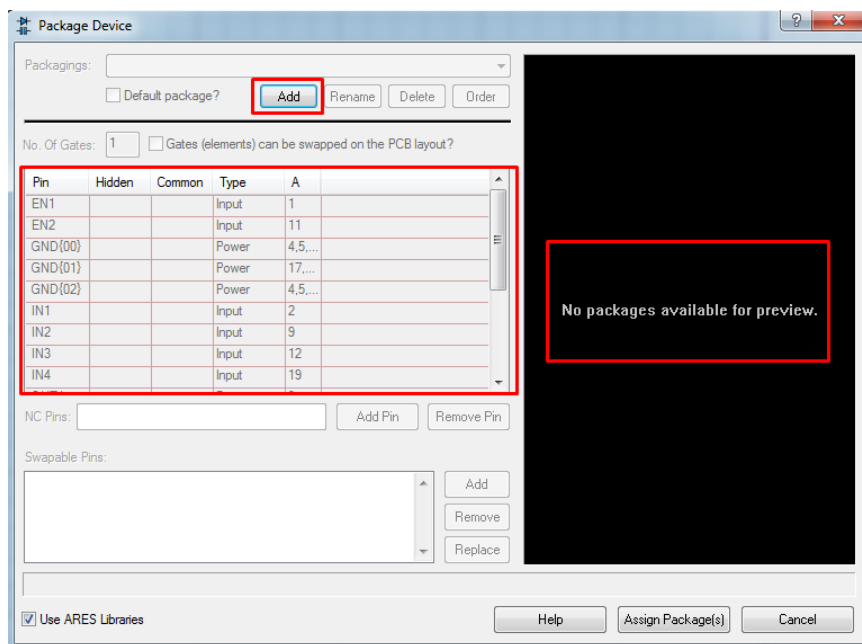 Package Device
Packagings:
Default package?
Add
Rename
Delete
Order
No. Of Gates: 1
Gates (elements) can be swapped on the PCB layout?
Pin Hidden Common Type A
EN1 Input 1
EN2 Input 11
GND{00} Power 4,5,...
GND{01} Power 17,...
GND{02} Power 4,5,...
IN1 Input 2
IN2 Input 9
IN3 Input 12
IN4 Input 19
No packages available for preview.
NC Pins:
Add Pin
Remove Pin
Swapable Pins:
Add
Remove
Replace
Use ARES Libraries
Help
Assign Package(s)
Cancel